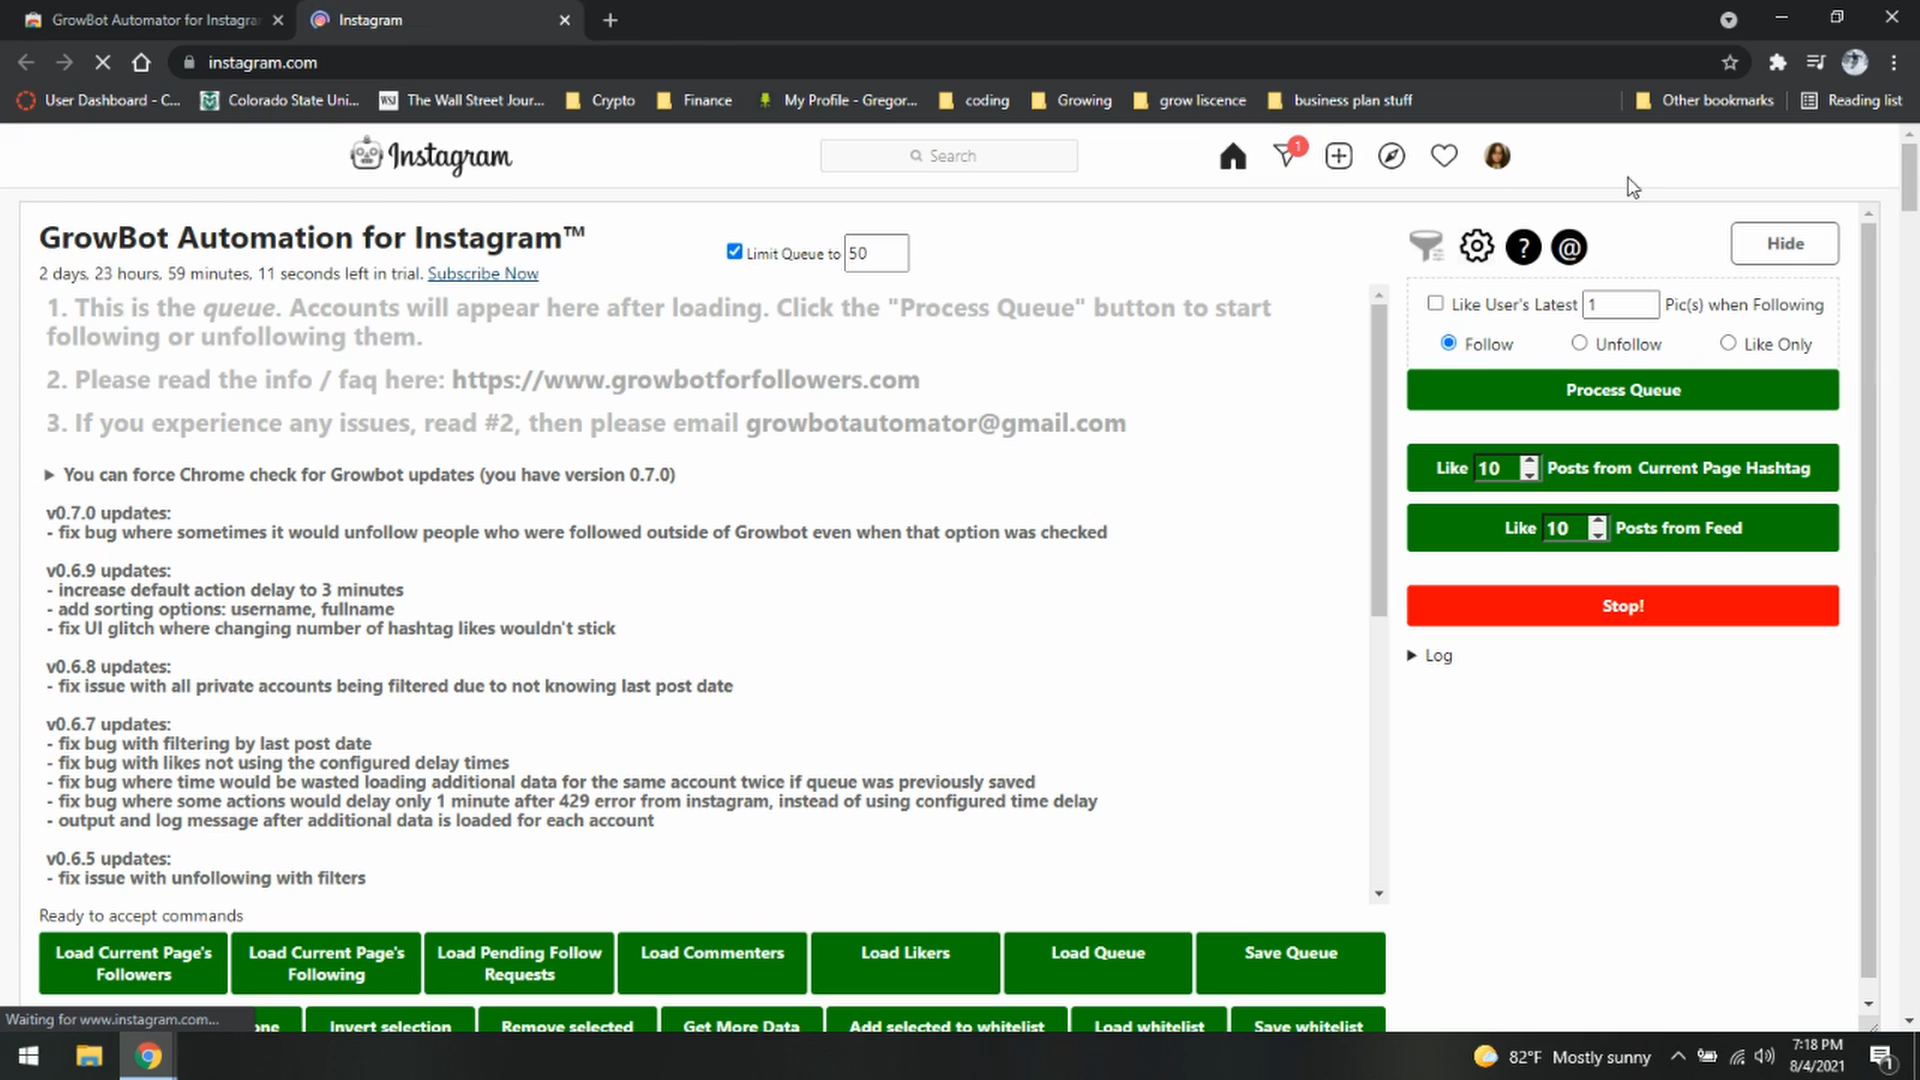 GrowBot Automator for Instagra
Instagram
instagram.com
User Dashboard - C...
Colorado State Uni...
WSJ
The Wall Street Jour...
Crypto
Finance
My Profile - Gregor...
coding
Growing
grow liscence
business plan stuff
Other bookmarks
Reading list
Instagram
Search
1
GrowBot Automation for Instagram™
2 days, 23 hours, 59 minutes, 11 seconds left in trial. Subscribe Now
Limit Queue to 50
Hide
1. This is the queue. Accounts will appear here after loading. Click the "Process Queue" button to start
following or unfollowing them.
2. Please read the info / faq here: https://www.growbotforfollowers.com
3. If you experience any issues, read #2, then please email growbotautomator@gmail.com
You can force Chrome check for Growbot updates (you have version 0.7.0)
v0.7.0 updates:
- fix bug where sometimes it would unfollow people who were followed outside of Growbot even when that option was checked
v0.6.9 updates:
- increase default action delay to 3 minutes
- add sorting options: username, fullname
- fix UI glitch where changing number of hashtag likes wouldn't stick
v0.6.8 updates:
- fix issue with all private accounts being filtered due to not knowing last post date
v0.6.7 updates:
- fix bug with filtering by last post date
- fix bug with likes not using the configured delay times
- fix bug where time would be wasted loading additional data for the same account twice if queue was previously saved
- fix bug where some actions would delay only 1 minute after 429 error from instagram, instead of using configured time delay
- output and log message after additional data is loaded for each account
v0.6.5 updates:
- fix issue with unfollowing with filters
? @
Like User's Latest 1 Pic(s) when Following
Follow Unfollow Like Only
Process Queue
Like 10 Posts from Current Page Hashtag
Like 10 Posts from Feed
Stop!
Log
Ready to accept commands
Load Current Page's
Followers
Load Current Page's
Following
Load Pending Follow
Requests
Load Commenters
Load Likers
Load Queue
Save Queue
one
Invert selection
Remove selected
Get More Data
Add selected to whitelist
Load whitelist
Save whitelist
Waiting for www.instagram.com...
82°F Mostly sunny
7:18 PM
8/4/2021
1